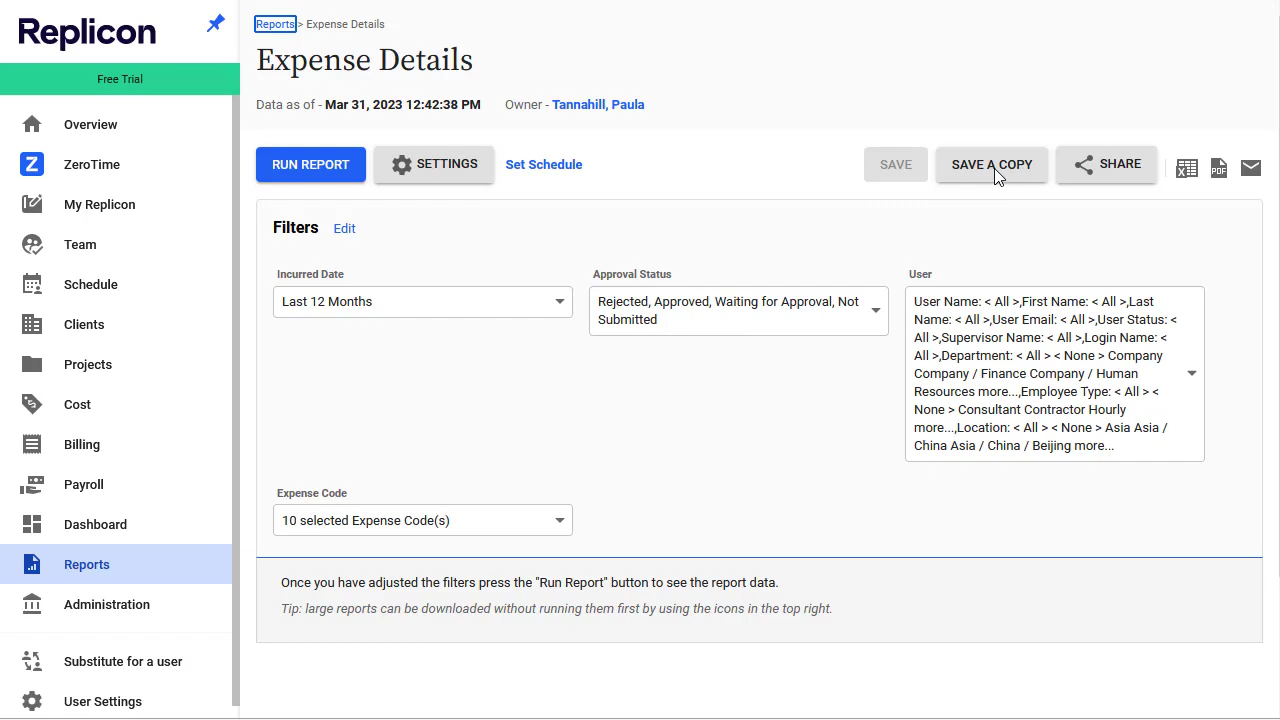 Replicon
Free Trial
Overview
Z ZeroTime
My Replicon
Team
Schedule
Clients
Projects
Cost
Billing
Payroll
Dashboard
Reports
Administration
Substitute for a user
User Settings
Reports > Expense Details
Expense Details
Data as of - Mar 31, 2023 12:42:38 PM Owner - Tannahill, Paula
RUN REPORT SETTINGS Set Schedule SAVE SAVE A COPY SHARE PDF
Filters Edit
Incurred Date
Last 12 Months
Approval Status
Rejected, Approved, Waiting for Approval, Not
Submitted
User
User Name: < All >,First Name: < All >,Last
Name: < All >,User Email: < All >,User Status: <
All >,Supervisor Name: < All >,Login Name: <
All >,Department: < All > < None > Company
Company / Finance Company / Human
Resources more...,Employee Type: < All > <
None > Consultant Contractor Hourly
more...,Location: < All > < None > Asia Asia /
China Asia / China / Beijing more...
Expense Code
10 selected Expense Code(s)
Once you have adjusted the filters press the "Run Report" button to see the report data.
Tip: large reports can be downloaded without running them first by using the icons in the top right.